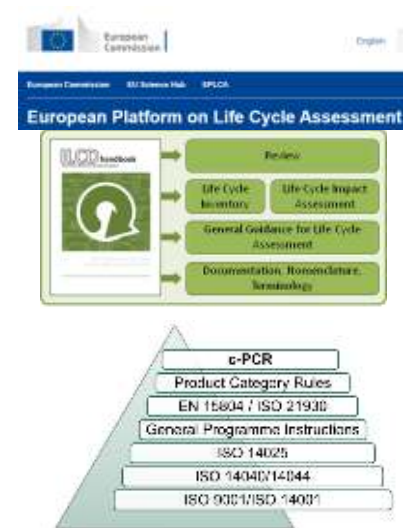 European
Commission
English
European Commission EU Science Hub EPLCA
European Platform on Life Cycle Assessment
ILCD handbook
Review
Life Cycle
Inventory
Life Cycle Impact
Assessment
General Guidance for Life Cycle
Assessment
Documentation, Nomenclature,
Terminology
c-PCR
Product Category Rules
EN 15804 / ISO 21930
General Programme Instructions
ISO 14025
ISO 14040/14044
ISO 9001/ISO 14001